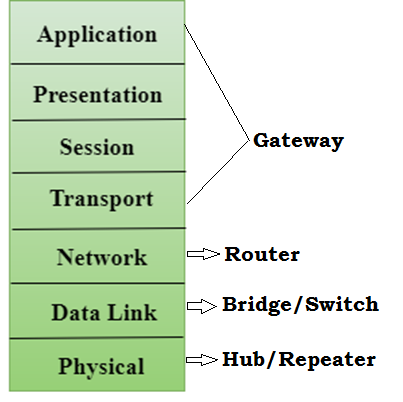 Application
Presentation
Session
Transport
Gateway
Network
Router
Data Link
Bridge/Switch
Physical
Hub/Repeater